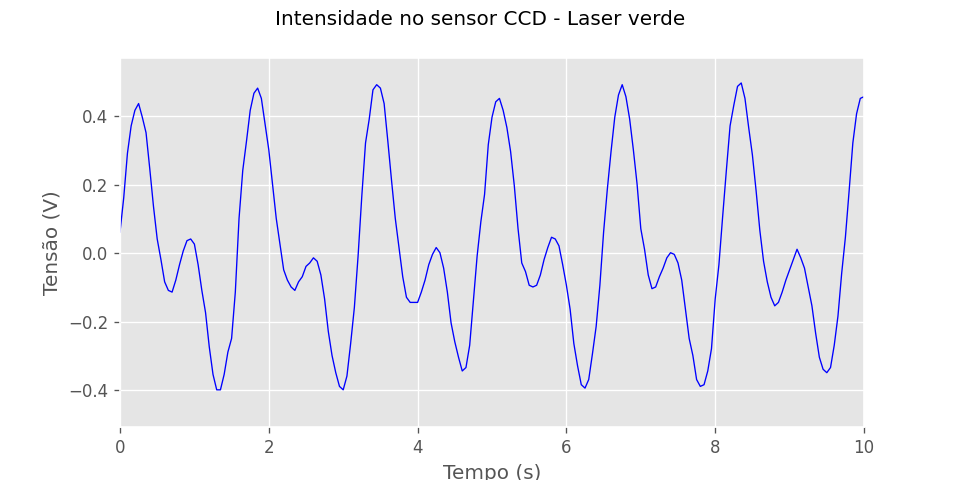 Intensidade no sensor CCD - Laser verde
Tensão (V)
0.4
0.2
0.0
−0.2
−0.4
0 2 4 6 8 10
Tempo (s)